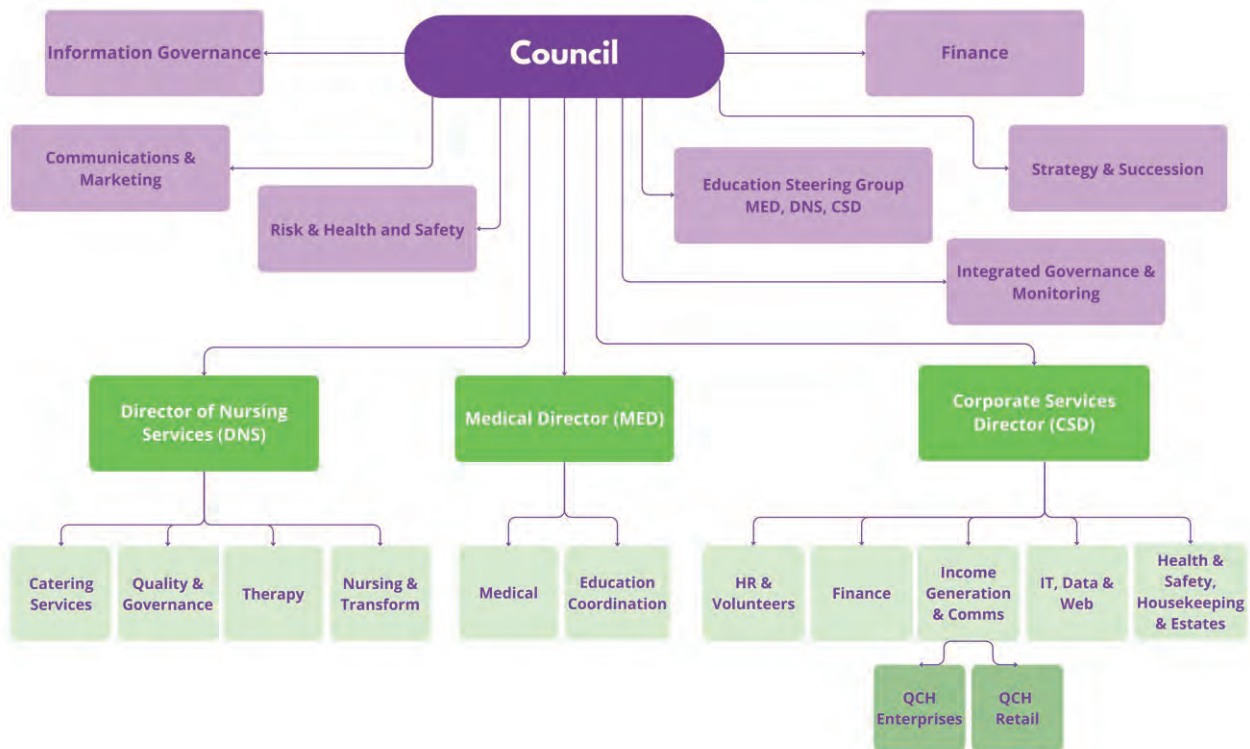 Council
Information Governance
Finance
Communications &
Marketing
Risk & Health and Safety
Education Steering Group
MED, DNS, CSD
Strategy & Succession
Integrated Governance &
Monitoring
Director of Nursing
Services (DNS)
Medical Director (MED)
Corporate Services
Director (CSD)
Catering
Services
Quality &
Governance
Therapy
Nursing &
Transform
Medical
Education
Coordination
HR &
Volunteers
Finance
Income
Generation
& Comms
IT, Data &
Web
Health &
Safety,
Housekeeping
& Estates
QCH
Enterprises
QCH
Retail